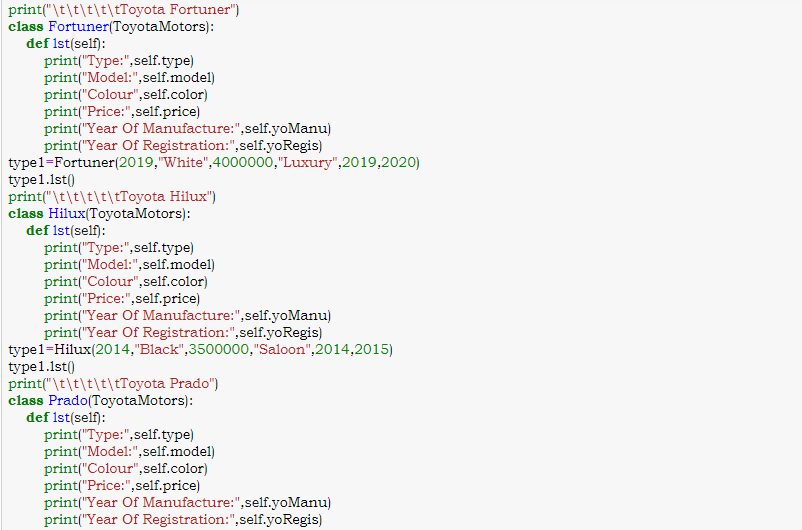 print("\t\t\t\t\tToyota Fortuner")
class Fortuner(ToyotaMotors):
    def lst(self):
        print("Type:",self.type)
        print("Model:",self.model)
        print("Colour",self.color)
        print("Price:",self.price)
        print("Year Of Manufacture:",self.yoManu)
        print("Year Of Registration:",self.yoRegis)
type1=Fortuner(2019,"White",4000000,"Luxury",2019,2020)
type1.lst()
print("\t\t\t\t\tToyota Hilux")
class Hilux(ToyotaMotors):
    def lst(self):
        print("Type:",self.type)
        print("Model:",self.model)
        print("Colour",self.color)
        print("Price:",self.price)
        print("Year Of Manufacture:",self.yoManu)
        print("Year Of Registration:",self.yoRegis)
type1=Hilux(2014,"Black",3500000,"Saloon",2014,2015)
type1.lst()
print("\t\t\t\t\tToyota Prado")
class Prado(ToyotaMotors):
    def lst(self):
        print("Type:",self.type)
        print("Model:",self.model)
        print("Colour",self.color)
        print("Price:",self.price)
        print("Year Of Manufacture:",self.yoManu)
        print("Year Of Registration:",self.yoRegis)